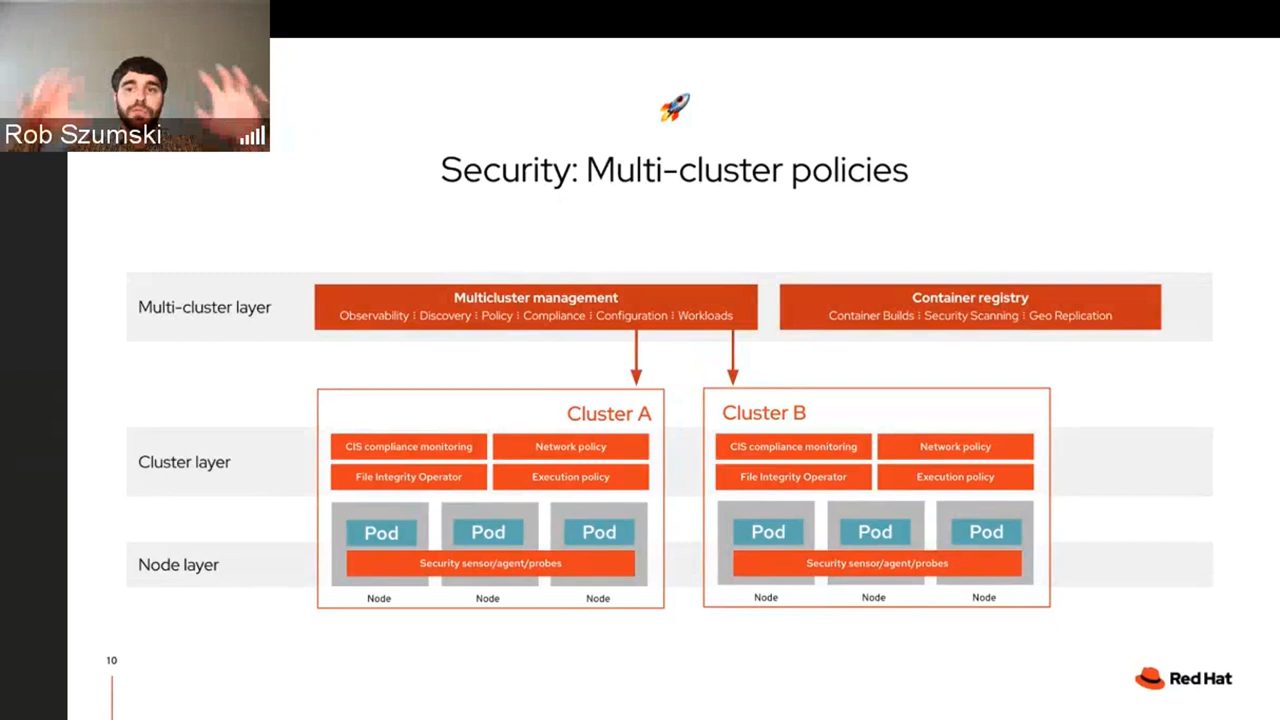 Rob Szumski
Security: Multi-cluster policies
Multi-cluster layer
Multicluster management
Observability ⁝ Discovery ⁝ Policy ⁝ Compliance ⁝ Configuration ⁝ Workloads
Container registry
Container Builds ⁝ Security Scanning ⁝ Geo Replication
Cluster layer
Cluster A
CIS compliance monitoring
Network policy
File Integrity Operator
Execution policy
Cluster B
CIS compliance monitoring
Network policy
File Integrity Operator
Execution policy
Node layer
Pod
Pod
Pod
Security sensor/agent/probes
Node
Node
Node
Pod
Pod
Pod
Security sensor/agent/probes
Node
Node
Node
10
Red Hat